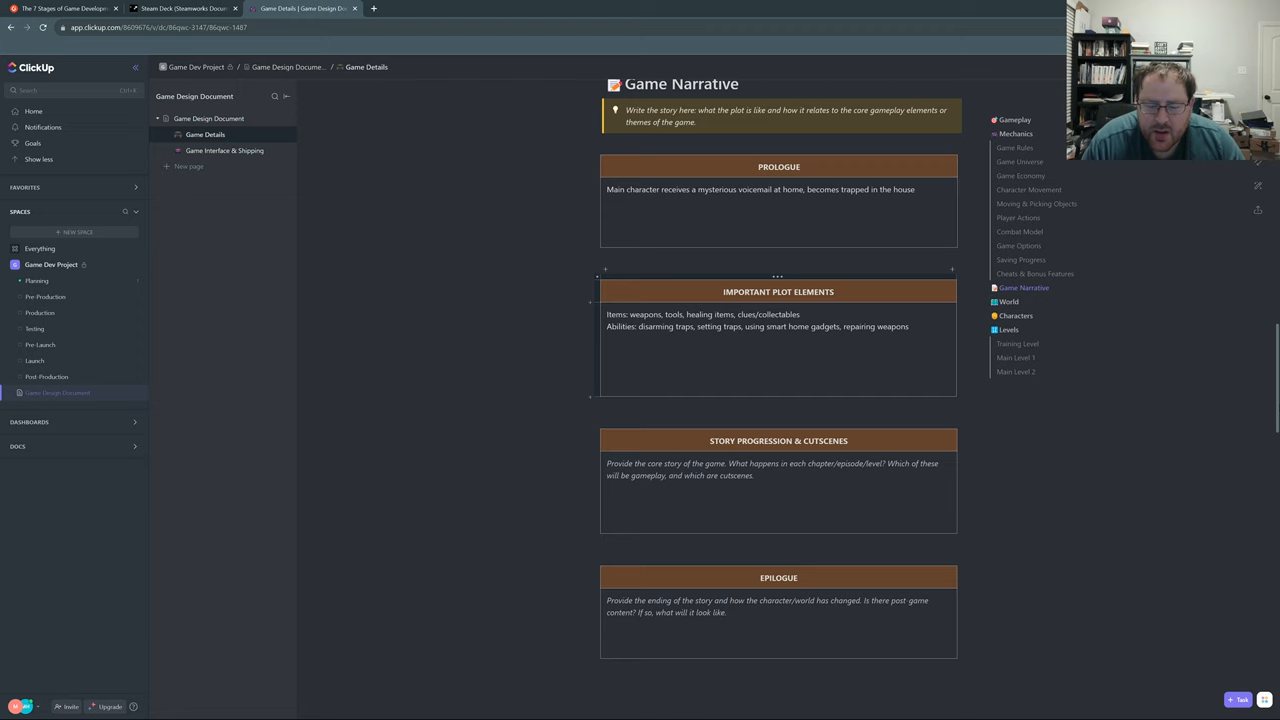 The 7 Stages of Game Developm
Steam Deck (Steamworks Docum
Game Details | Game Design Do
app.clickup.com/8609676/v/dc/86qwc-3147/86qwc-1487
ClickUp
Search
Ctrl+K
Home
Notifications
Goals
Show less
FAVORITES
SPACES
+ NEW SPACE
Everything
Game Dev Project
Planning
Pre-Production
Production
Testing
Pre-Launch
Launch
Post-Production
Game Design Document
DASHBOARDS
DOCS
Invite
Upgrade
Game Dev Project / Game Design Docume... / Game Details
Game Design Document
Game Design Document
Game Details
Game Interface & Shipping
New page
Game Narrative
Write the story here: what the plot is like and how it relates to the core gameplay elements or
themes of the game.
PROLOGUE
Main character receives a mysterious voicemail at home, becomes trapped in the house
IMPORTANT PLOT ELEMENTS
Items: weapons, tools, healing items, clues/collectables
Abilities: disarming traps, setting traps, using smart home gadgets, repairing weapons
STORY PROGRESSION & CUTSCENES
Provide the core story of the game. What happens in each chapter/episode/level? Which of these
will be gameplay, and which are cutscenes.
EPILOGUE
Provide the ending of the story and how the character/world has changed. Is there post-game
content? If so, what will it look like.
Gameplay
Mechanics
Game Rules
Game Universe
Game Economy
Character Movement
Moving & Picking Objects
Player Actions
Combat Model
Game Options
Saving Progress
Cheats & Bonus Features
Game Narrative
World
Characters
Levels
Training Level
Main Level 1
Main Level 2
+ Task